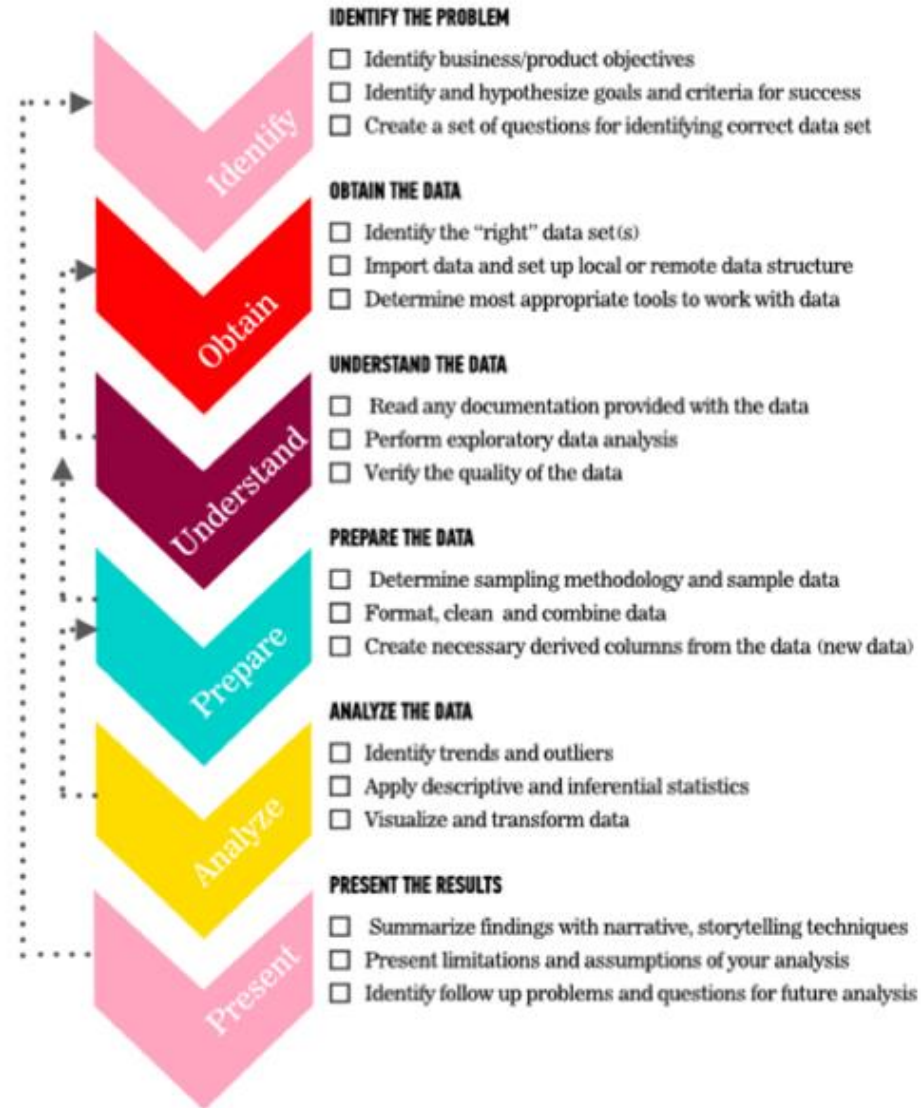 IDENTIFY THE PROBLEM
Identify business/product objectives
Identify and hypothesize goals and criteria for success
Create a set of questions for identifying correct data set
Identify
OBTAIN THE DATA
Identify the “right” data set(s)
Import data and set up local or remote data structure
Determine most appropriate tools to work with data
Obtain
UNDERSTAND THE DATA
Read any documentation provided with the data
Perform exploratory data analysis
Verify the quality of the data
Understand
PREPARE THE DATA
Determine sampling methodology and sample data
Format, clean and combine data
Create necessary derived columns from the data (new data)
Prepare
ANALYZE THE DATA
Identify trends and outliers
Apply descriptive and inferential statistics
Visualize and transform data
Analyze
PRESENT THE RESULTS
Summarize findings with narrative, storytelling techniques
Present limitations and assumptions of your analysis
Identify follow up problems and questions for future analysis
Present